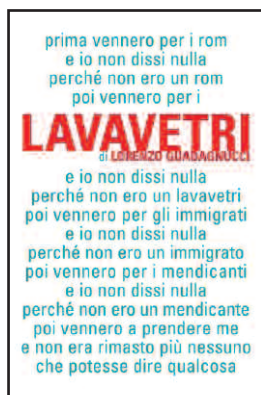 prima vennero per i rom
e io non dissi nulla
perché non ero un rom
poi vennero per i
LAVAVETRI
di LORENZO GUADAGNUCCI
e io non dissi nulla
perché non ero un lavavetri
poi vennero per gli immigrati
e io non dissi nulla
perché non ero un immigrato
poi vennero per i mendicanti
e io non dissi nulla
perché non ero un mendicante
poi vennero a prendere me
e non era rimasto più nessuno
che potesse dire qualcosa